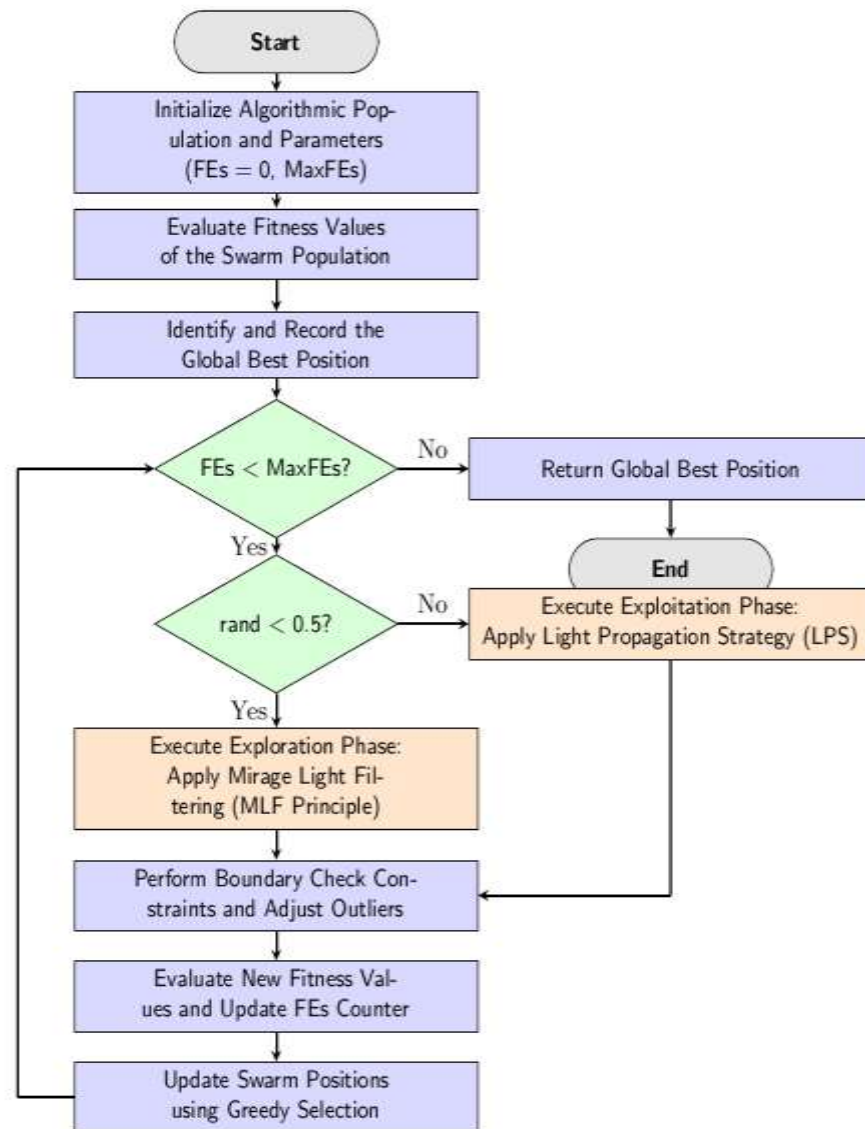 Start
Initialize Algorithmic Pop-
ulation and Parameters
(FEs = 0, MaxFEs)
Evaluate Fitness Values
of the Swarm Population
Identify and Record the
Global Best Position
FEs < MaxFEs?
No
Return Global Best Position
Yes
End
rand < 0.5?
No
Execute Exploitation Phase:
Apply Light Propagation Strategy (LPS)
Yes
Execute Exploration Phase:
Apply Mirage Light Fil-
tering (MLF Principle)
Perform Boundary Check Con-
straints and Adjust Outliers
Evaluate New Fitness Val-
ues and Update FEs Counter
Update Swarm Positions
using Greedy Selection